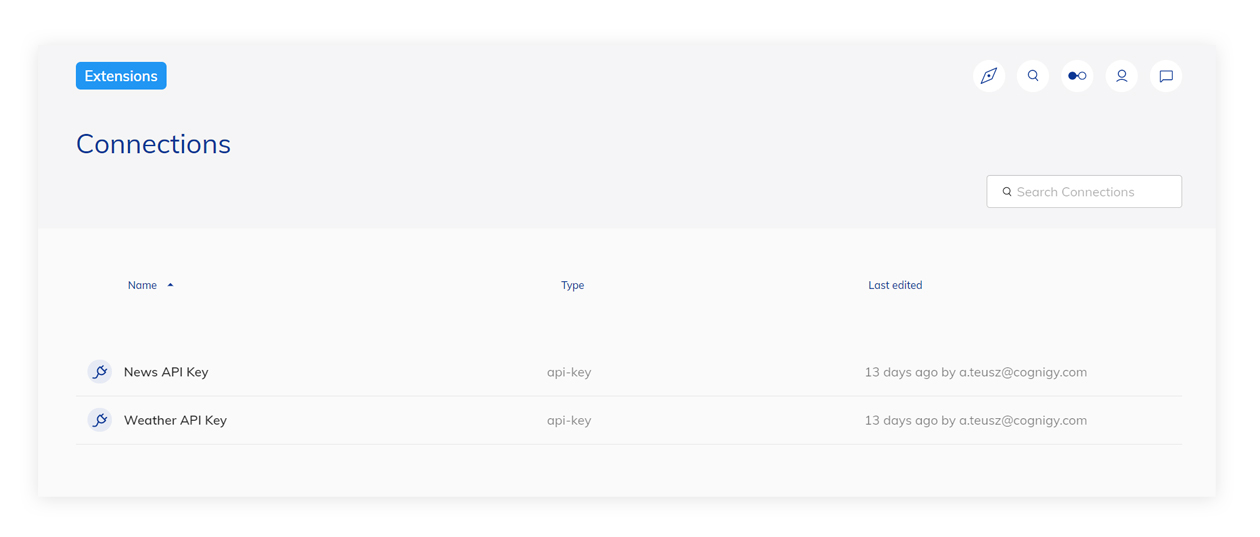 Extensions
Connections
Search Connections
Name Type Last edited
News API Key api-key 13 days ago by a.teusz@cognigy.com
Weather API Key api-key 13 days ago by a.teusz@cognigy.com